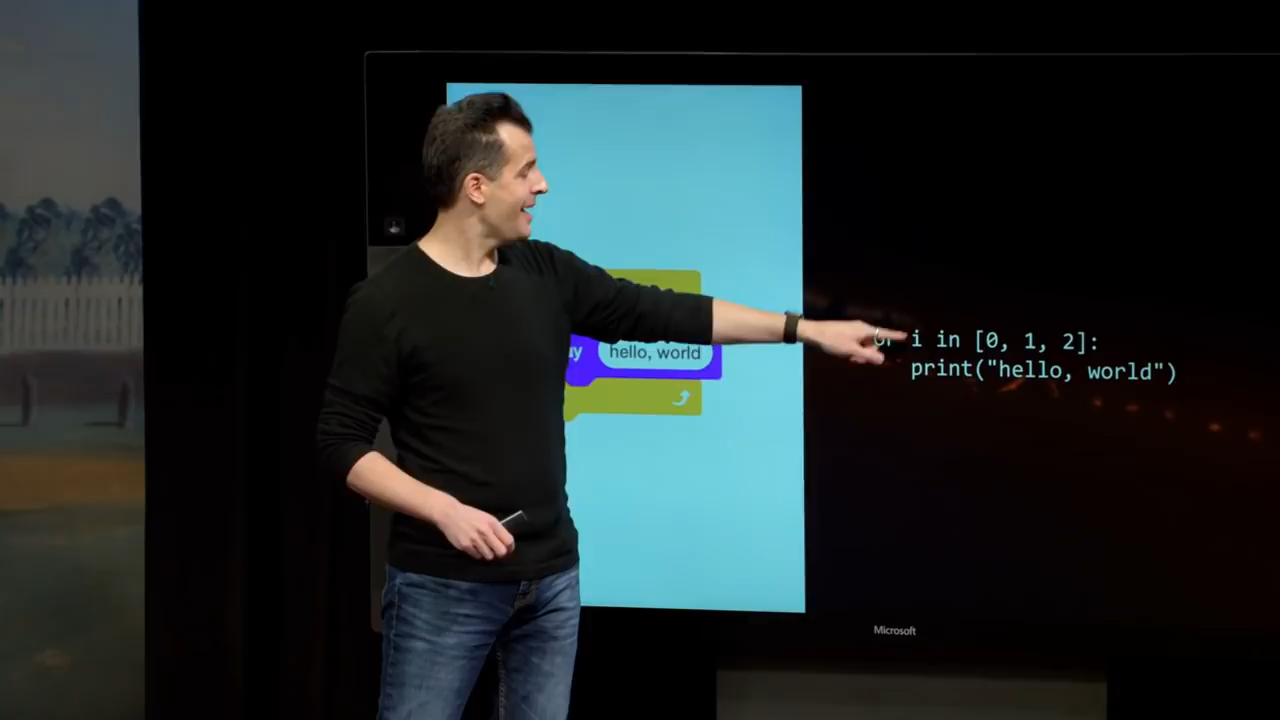 hello, world
i in [0, 1, 2]:
print("hello, world")
Microsoft